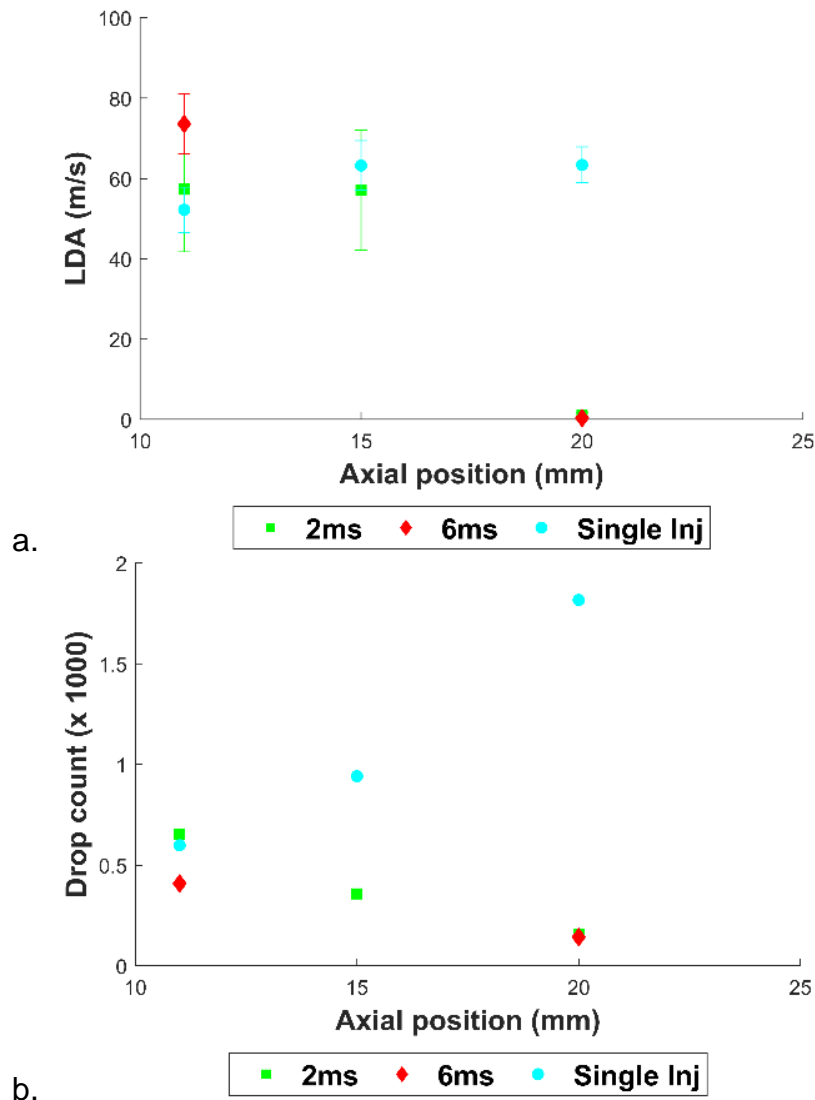 100
80
60
40
20
0
LDA (m/s)
10 15 20 25
Axial position (mm)
2ms 6ms Single Inj
a.
2
1.5
1
0.5
0
Drop count (x 1000)
10 15 20 25
Axial position (mm)
2ms 6ms Single Inj
b.